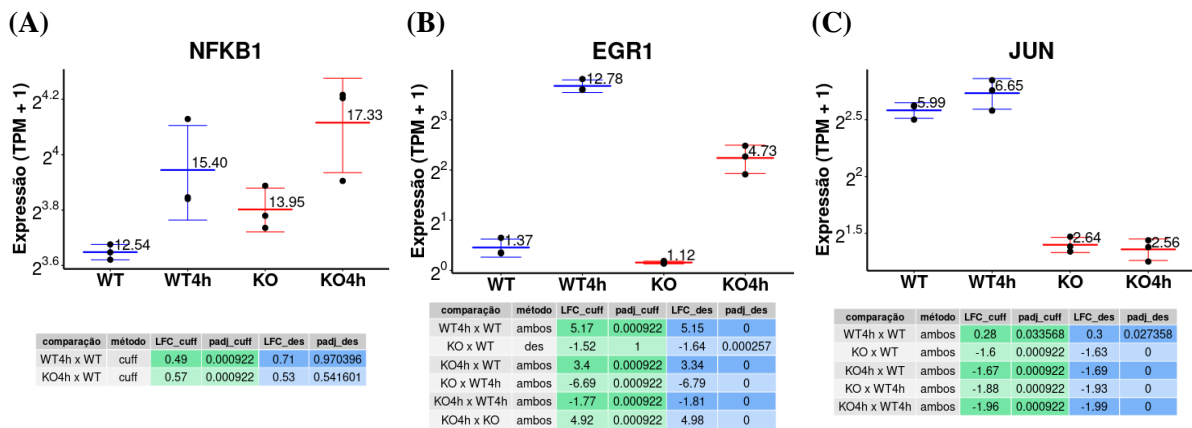 (A)
NFKB1
Expressão (TPM + 1)
2^4.2
2^4
2^3.8
2^3.6
12.54
15.40
13.95
17.33
WT WT4h KO KO4h
comparação método LFC_cuff padj_cuff LFC_des padj_des
WT4h x WT cuff 0.49 0.000922 0.71 0.970396
KO4h x WT cuff 0.57 0.000922 0.53 0.541601
(B)
EGR1
Expressão (TPM + 1)
2^3
2^2
2^1
2^0
1.37
12.78
1.12
4.73
WT WT4h KO KO4h
comparação método LFC_cuff padj_cuff LFC_des padj_des
WT4h x WT ambos 5.17 0.000922 5.15 0
KO x WT des -1.52 1 -1.64 0.000257
KO4h x WT ambos 3.4 0.000922 3.34 0
KO x WT4h ambos -6.69 0.000922 -6.79 0
KO4h x WT4h ambos -1.77 0.000922 -1.81 0
KO4h x KO ambos 4.92 0.000922 4.98 0
(C)
JUN
Expressão (TPM + 1)
2^2.5
2^2
2^1.5
5.99
6.65
2.64
2.56
WT WT4h KO KO4h
comparação método LFC_cuff padj_cuff LFC_des padj_des
WT4h x WT ambos 0.28 0.033568 0.3 0.027358
KO x WT ambos -1.6 0.000922 -1.63 0
KO4h x WT ambos -1.67 0.000922 -1.69 0
KO x WT4h ambos -1.88 0.000922 -1.93 0
KO4h x WT4h ambos -1.96 0.000922 -1.99 0